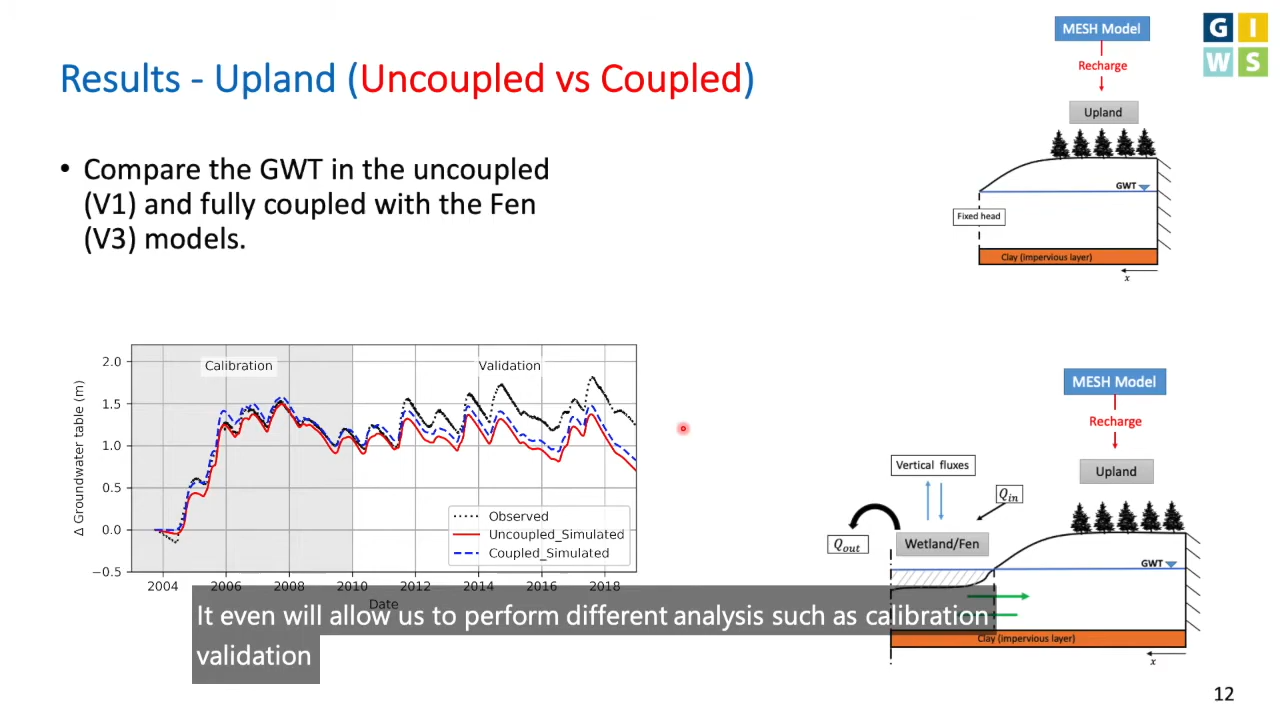 Results - Upland (Uncoupled vs Coupled)
• Compare the GWT in the uncoupled
(V1) and fully coupled with the Fen
(V3) models.
MESH Model
Recharge
Upland
GWT
Fixed head
Clay (impervious layer)
x
G I
W S
Δ Groundwater table (m)
2.0
1.5
1.0
0.5
0.0
−0.5
Calibration
Validation
Observed
Uncoupled_Simulated
Coupled_Simulated
2004 2006 2008 2010 2012 2014 2016 2018
Date
MESH Model
Recharge
Upland
Vertical fluxes
Qin
Qout
Wetland/Fen
GWT
Clay (impervious layer)
x
It even will allow us to perform different analysis such as calibration
validation
12